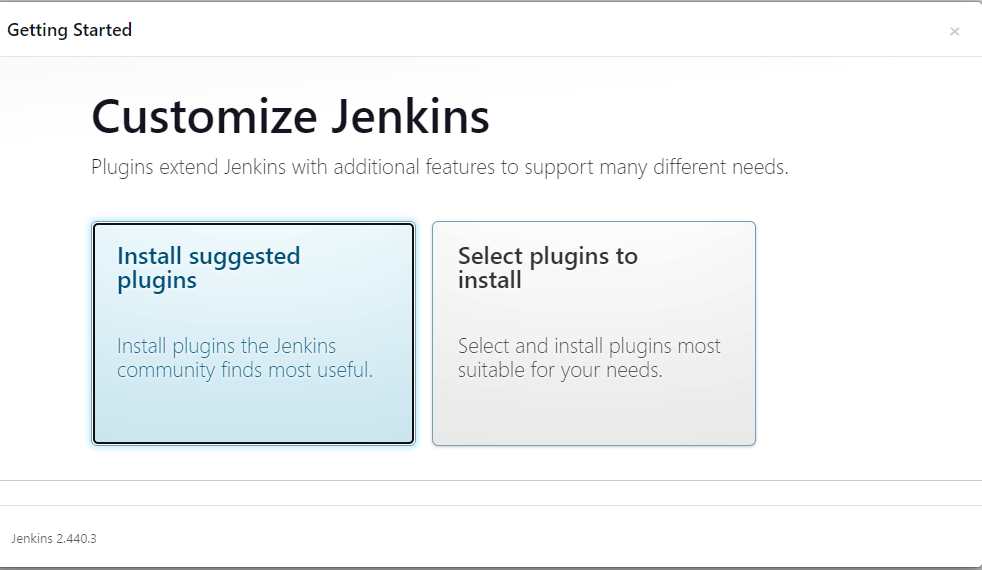 Getting Started
×
Customize Jenkins
Plugins extend Jenkins with additional features to support many different needs.
Install suggested
plugins
Install plugins the Jenkins
community finds most useful.
Select plugins to
install
Select and install plugins most
suitable for your needs.
Jenkins 2.440.3